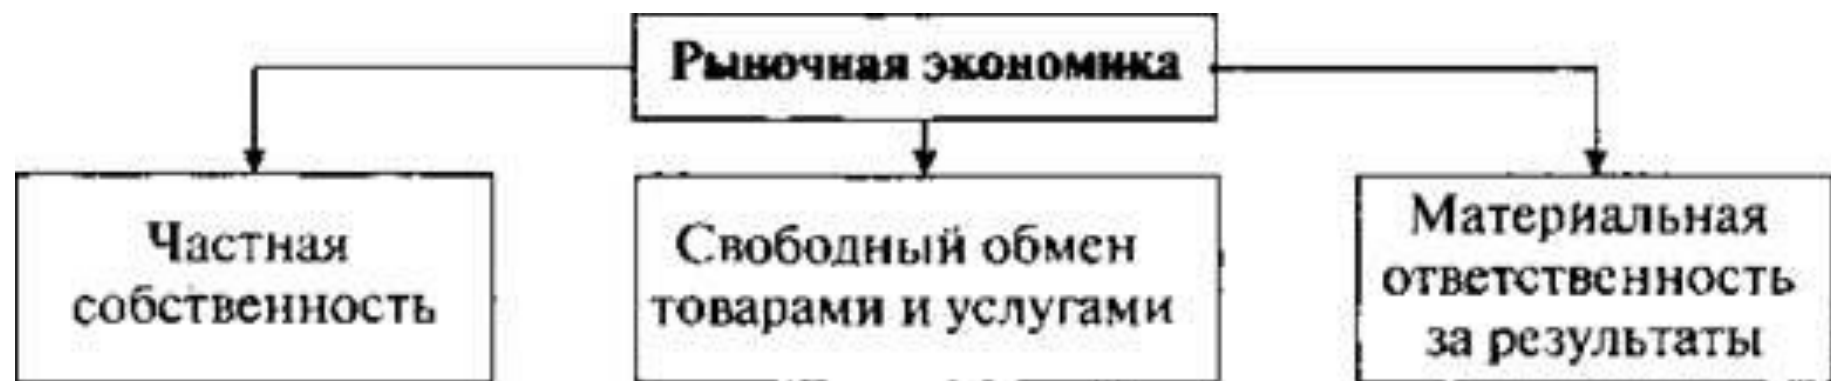 Рыночная экономика
Частная
собственность
Свободный обмен
товарами и услугами
Материальная
ответственность
за результаты